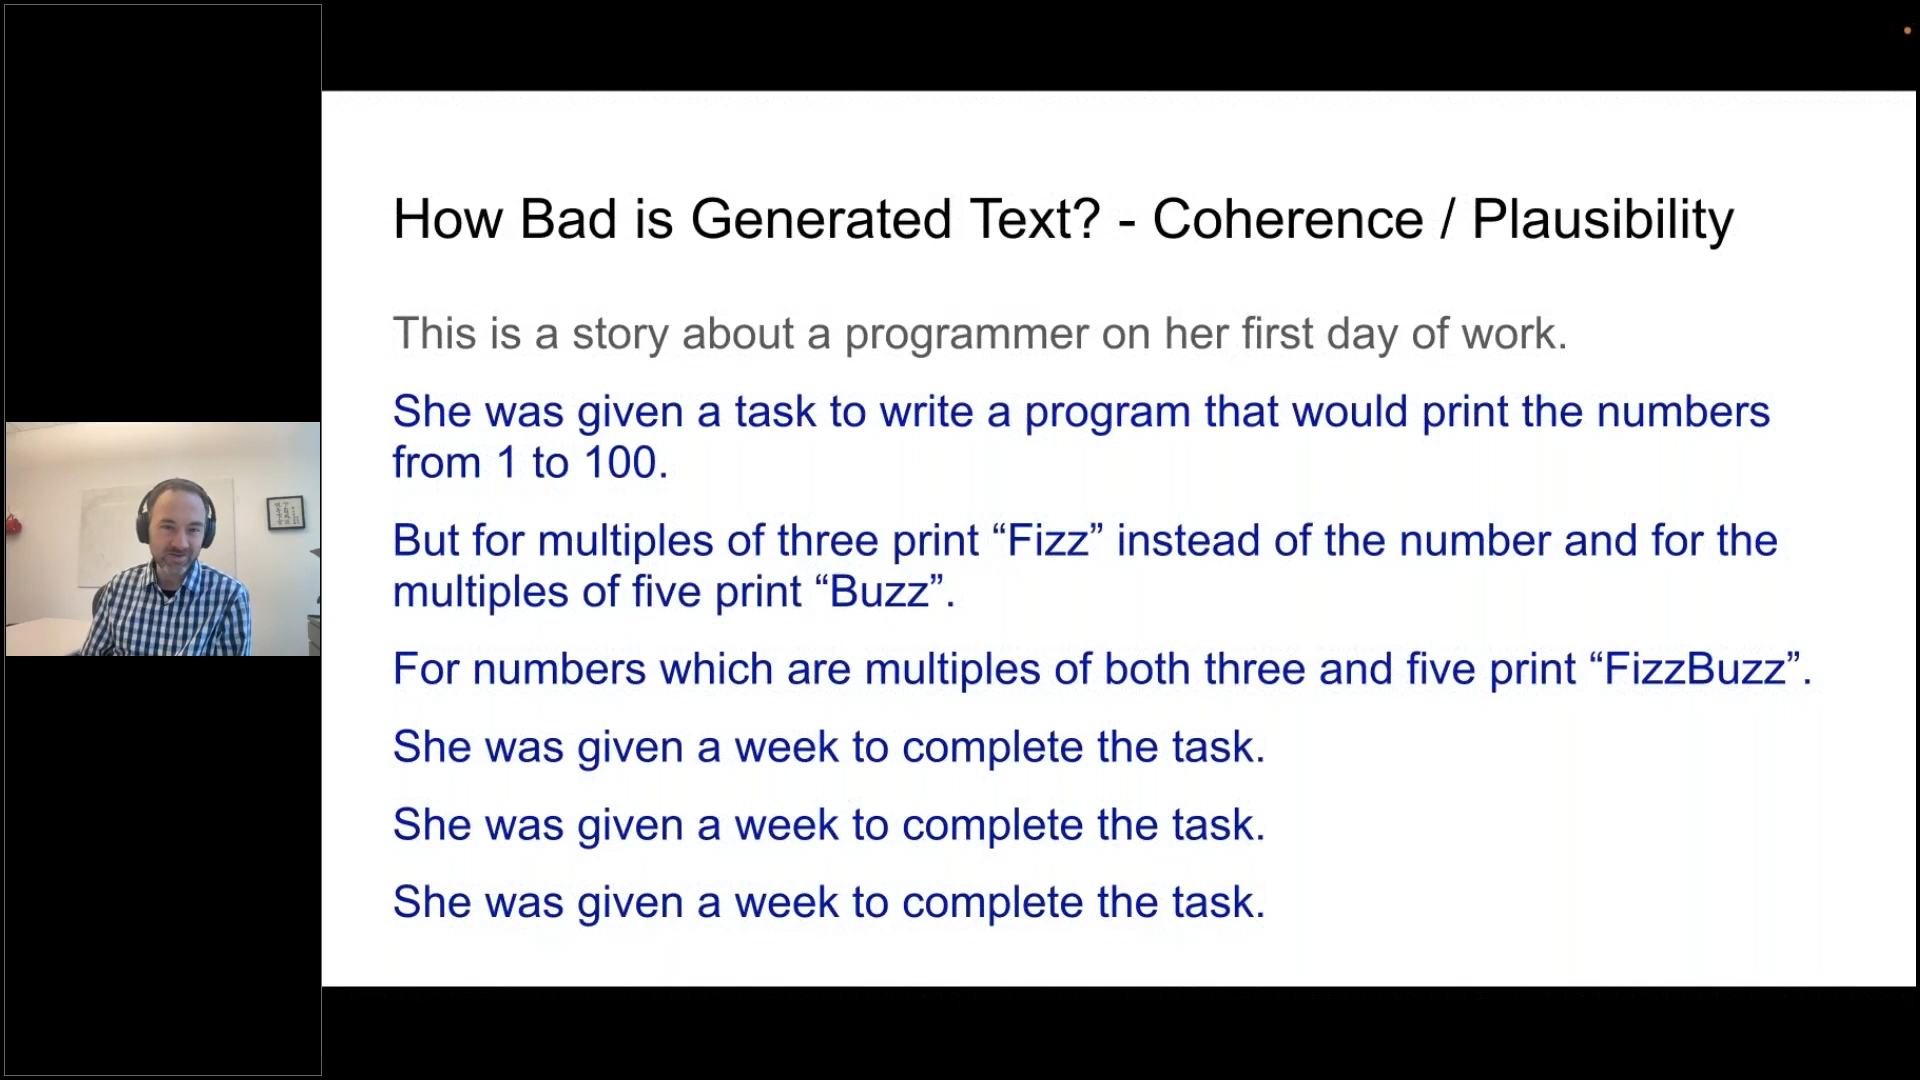 How Bad is Generated Text? - Coherence / Plausibility
This is a story about a programmer on her first day of work.
She was given a task to write a program that would print the numbers
from 1 to 100.
But for multiples of three print “Fizz” instead of the number and for the
multiples of five print “Buzz”.
For numbers which are multiples of both three and five print “FizzBuzz”.
She was given a week to complete the task.
She was given a week to complete the task.
She was given a week to complete the task.